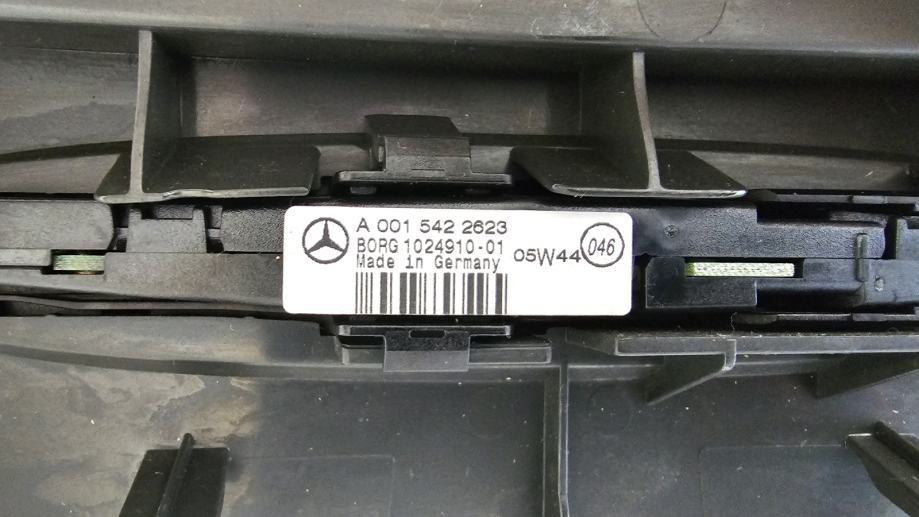 A 001 542 2623
BORG 1024910-01
Made in Germany
05W44 046